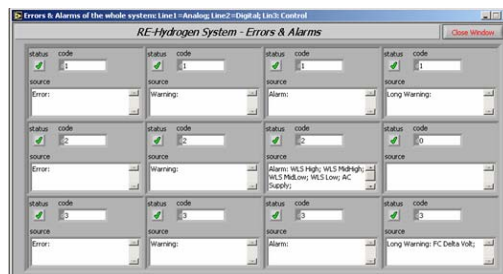 Errors & Alarms of the whole system: Line1=Analog; Line2=Digital; Lin3: Control
RE-Hydrogen System - Errors & Alarms
Close Window
status code status code status code status code
1 1 1 1
source source source source
Error: Warning: Alarm: Long Warning:
status code status code status code status code
2 2 2 0
source source source source
Error: Warning: Alarm: WLS High; WLS MidHigh;
WLS MidLow; WLS Low; AC
Supply;
status code status code status code status code
3 3 3 3
source source source source
Error: Warning: Alarm: Long Warning: FC Delta Volt;